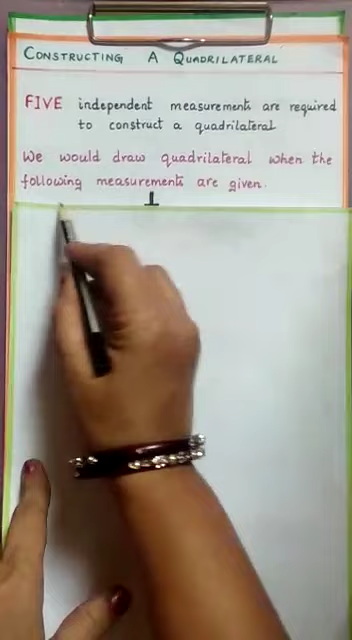 CONSTRUCTING A QUADRILATERAL
FIVE independent measurement are required
to construct a quadrilateral
We would draw quadrilateral when the
following measurements are given.